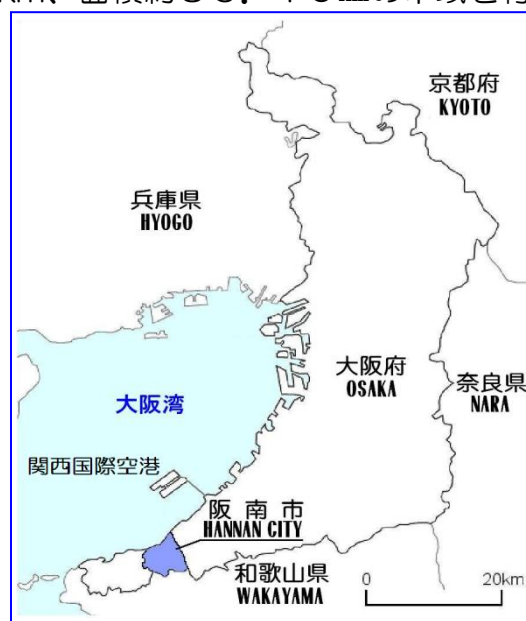 京都府
KYOTO
兵庫県
HYOGO
大阪府
OSAKA
奈良県
NARA
大阪湾
関西国際空港
阪南市
HANNAN CITY
和歌山県
WAKAYAMA
0 20km